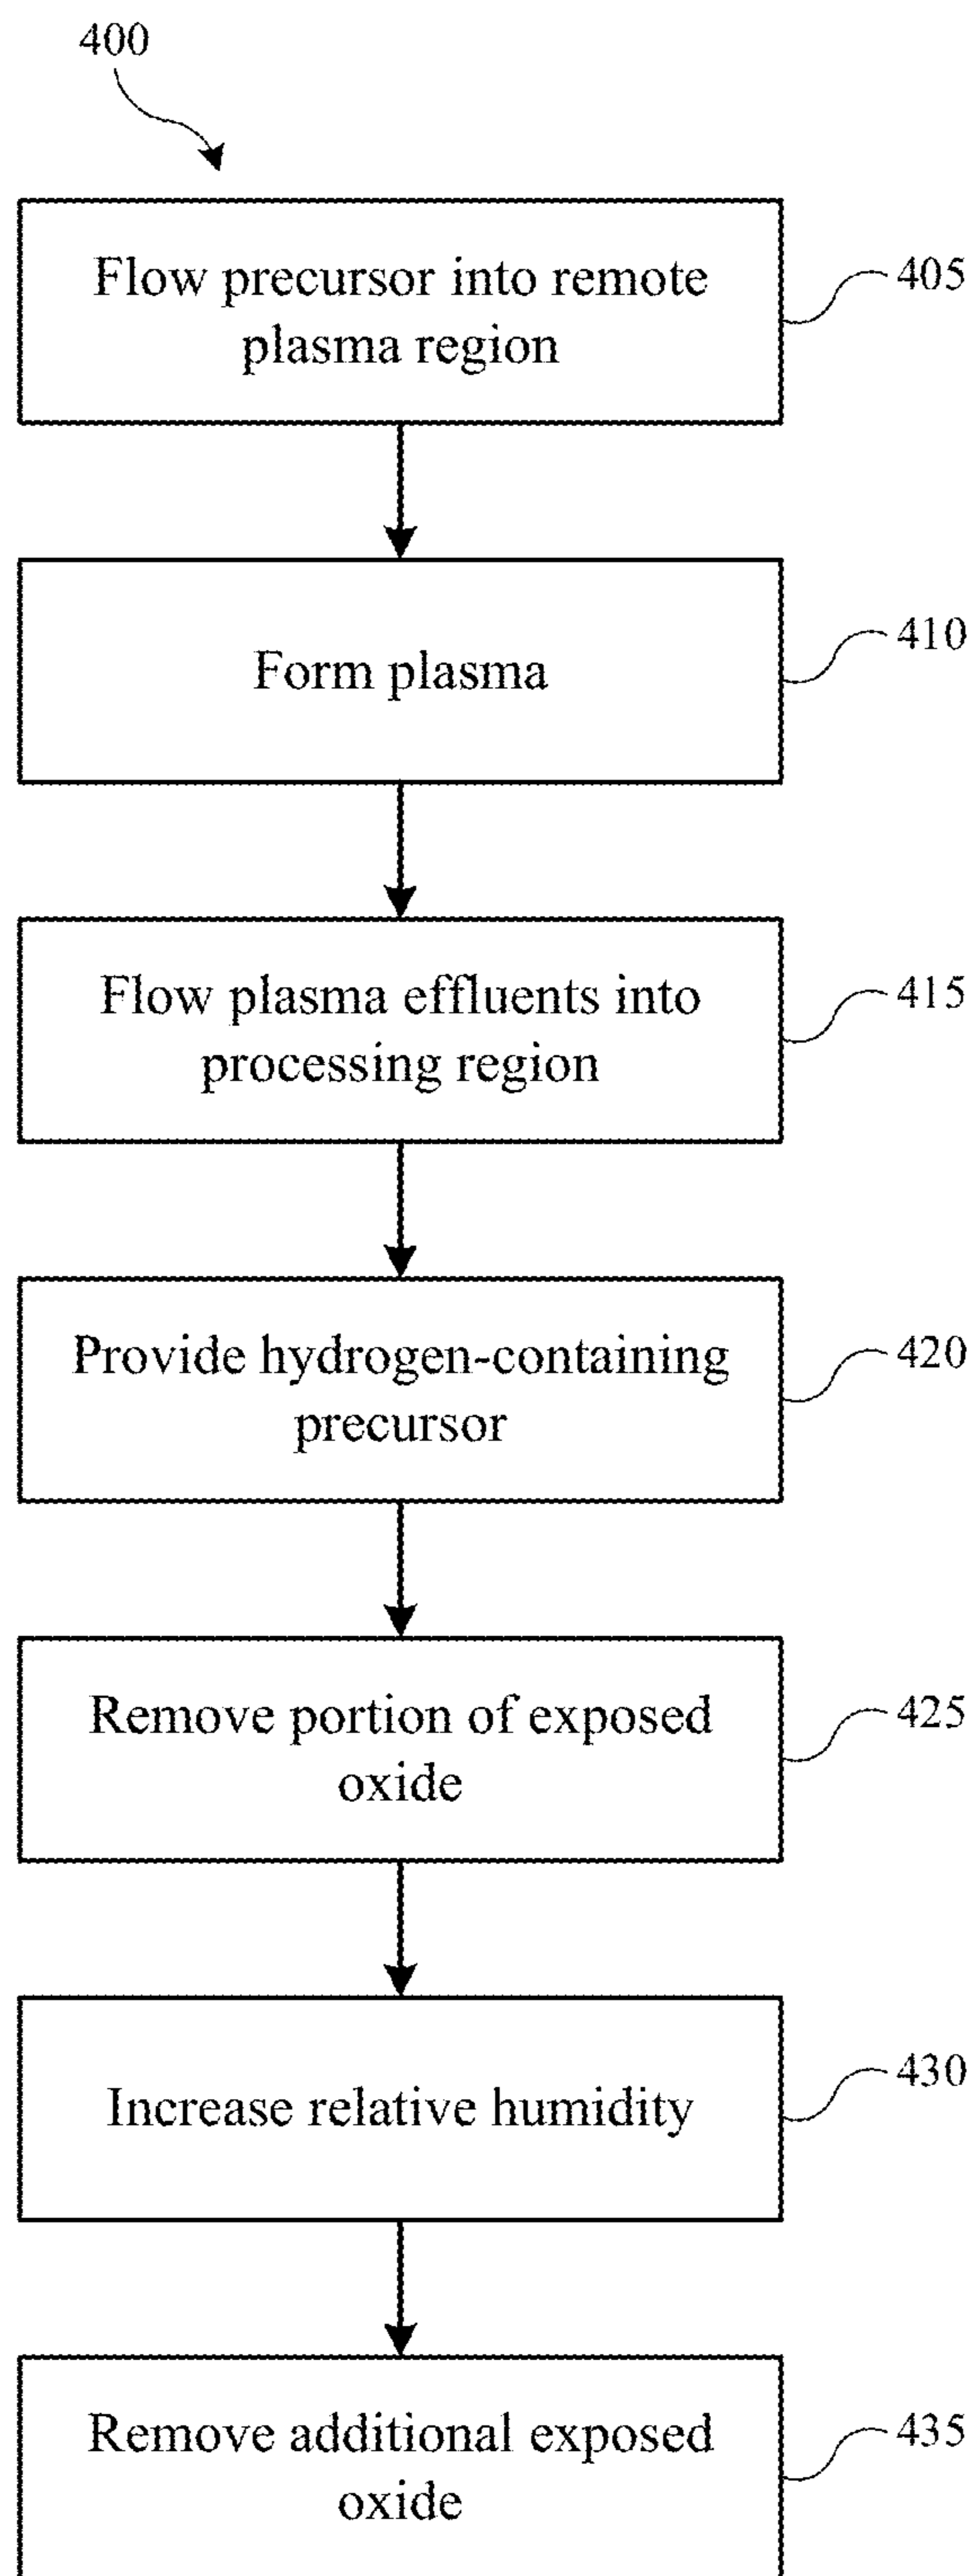 400
Flow precursor into remote
plasma region
405
Form plasma
410
Flow plasma effluents into
processing region
415
Provide hydrogen-containing
precursor
420
Remove portion of exposed
oxide
425
Increase relative humidity
430
Remove additional exposed
oxide
435